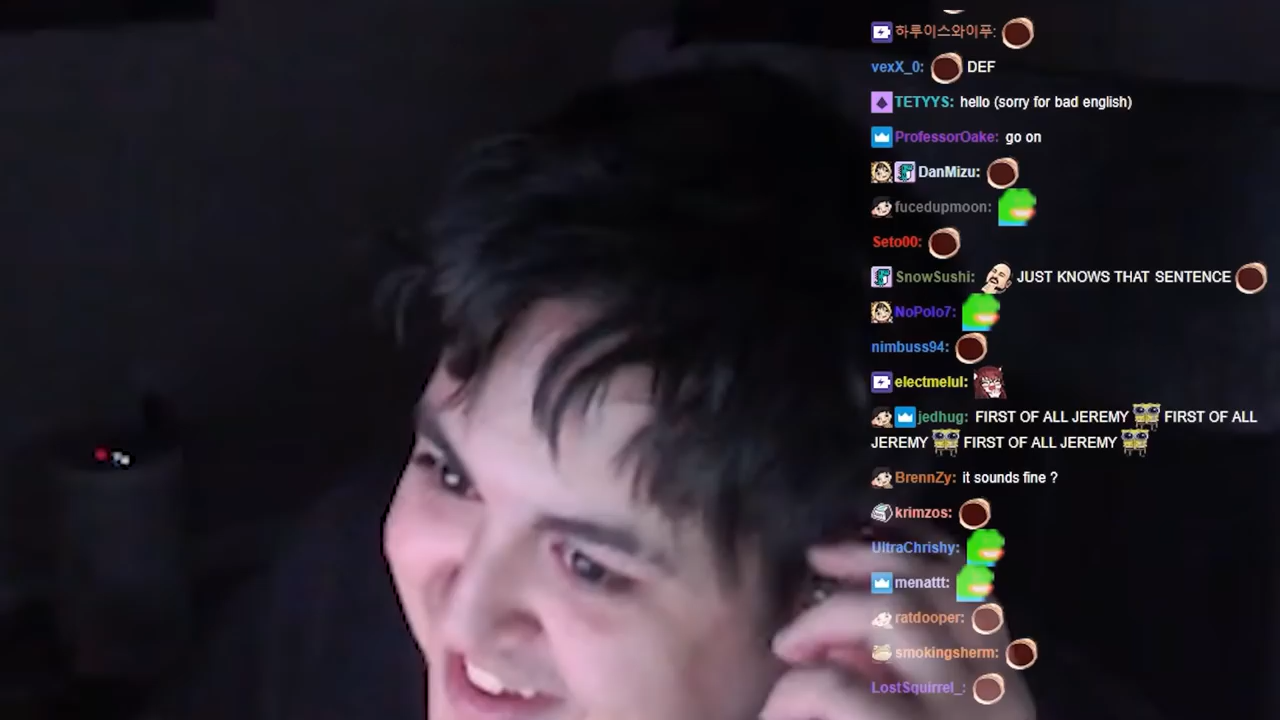 하루이스와이푸:
vexX_0: DEF
TETYYS: hello (sorry for bad english)
ProfessorOake: go on
DanMizu:
fucedupmoon:
Seto00:
SnowSushi: JUST KNOWS THAT SENTENCE
NoPolo7:
nimbuss94:
electmelul:
jedhug: FIRST OF ALL JEREMY FIRST OF ALL
JEREMY FIRST OF ALL JEREMY
BrennZy: it sounds fine ?
krimzos:
UltraChrishy:
menattt:
ratdooper:
smokingsherm:
LostSquirrel_: